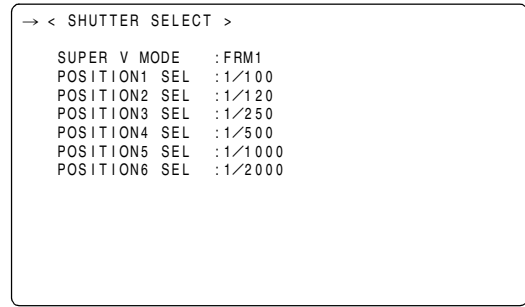 → < SHUTTER SELECT >
SUPER V MODE :FRM1
POSITION1 SEL :1/100
POSITION2 SEL :1/120
POSITION3 SEL :1/250
POSITION4 SEL :1/500
POSITION5 SEL :1/1000
POSITION6 SEL :1/2000